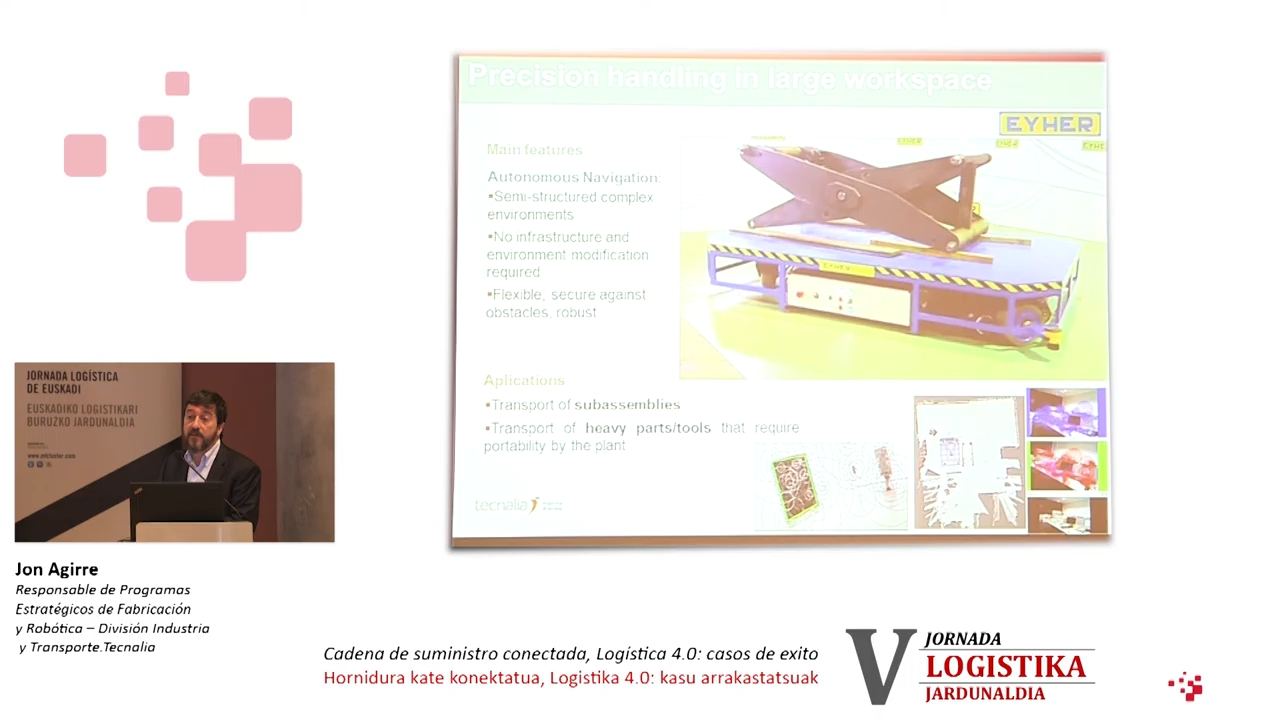 Precision handling in large workspace
EYHER
Main features
Autonomous Navigation:
▪Semi-structured complex
environments
▪No infrastructure and
environment modification
required
▪Flexible, secure against
obstacles, robust
Aplications
▪Transport of subassemblies
▪Transport of heavy parts/tools that require
portability by the plant
tecnalia
JORNADA LOGÍSTICA
DE EUSKADI
EUSKADIKO LOGISTIKARI
BURUZKO JARDUNALDIA
www.mlcluster.com
Jon Agirre
Responsable de Programas
Estratégicos de Fabricación
y Robótica – División Industria
y Transporte.Tecnalia
Cadena de suministro conectada, Logística 4.0: casos de exito
Hornidura kate konektatua, Logistika 4.0: kasu arrakastatsuak
V JORNADA
LOGISTIKA
JARDUNALDIA